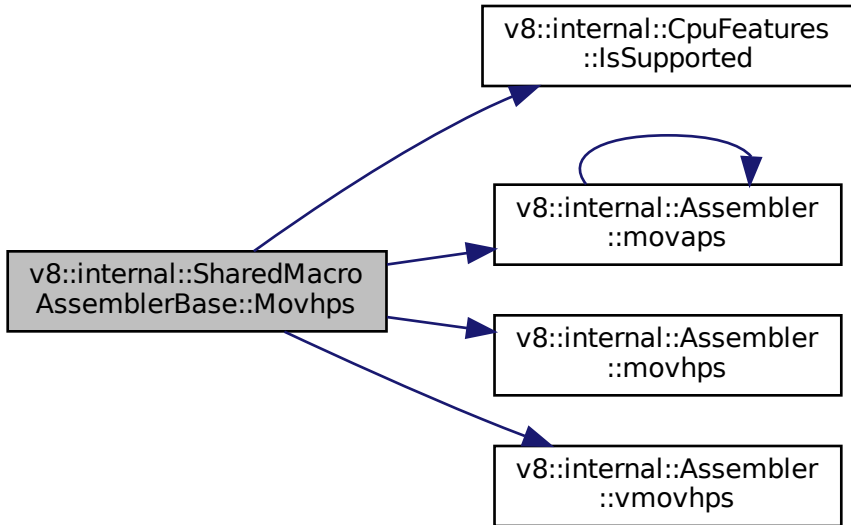 v8::internal::CpuFeatures
::IsSupported
v8::internal::Assembler
::movaps
v8::internal::SharedMacro
AssemblerBase::Movhps
v8::internal::Assembler
::movhps
v8::internal::Assembler
::vmovhps